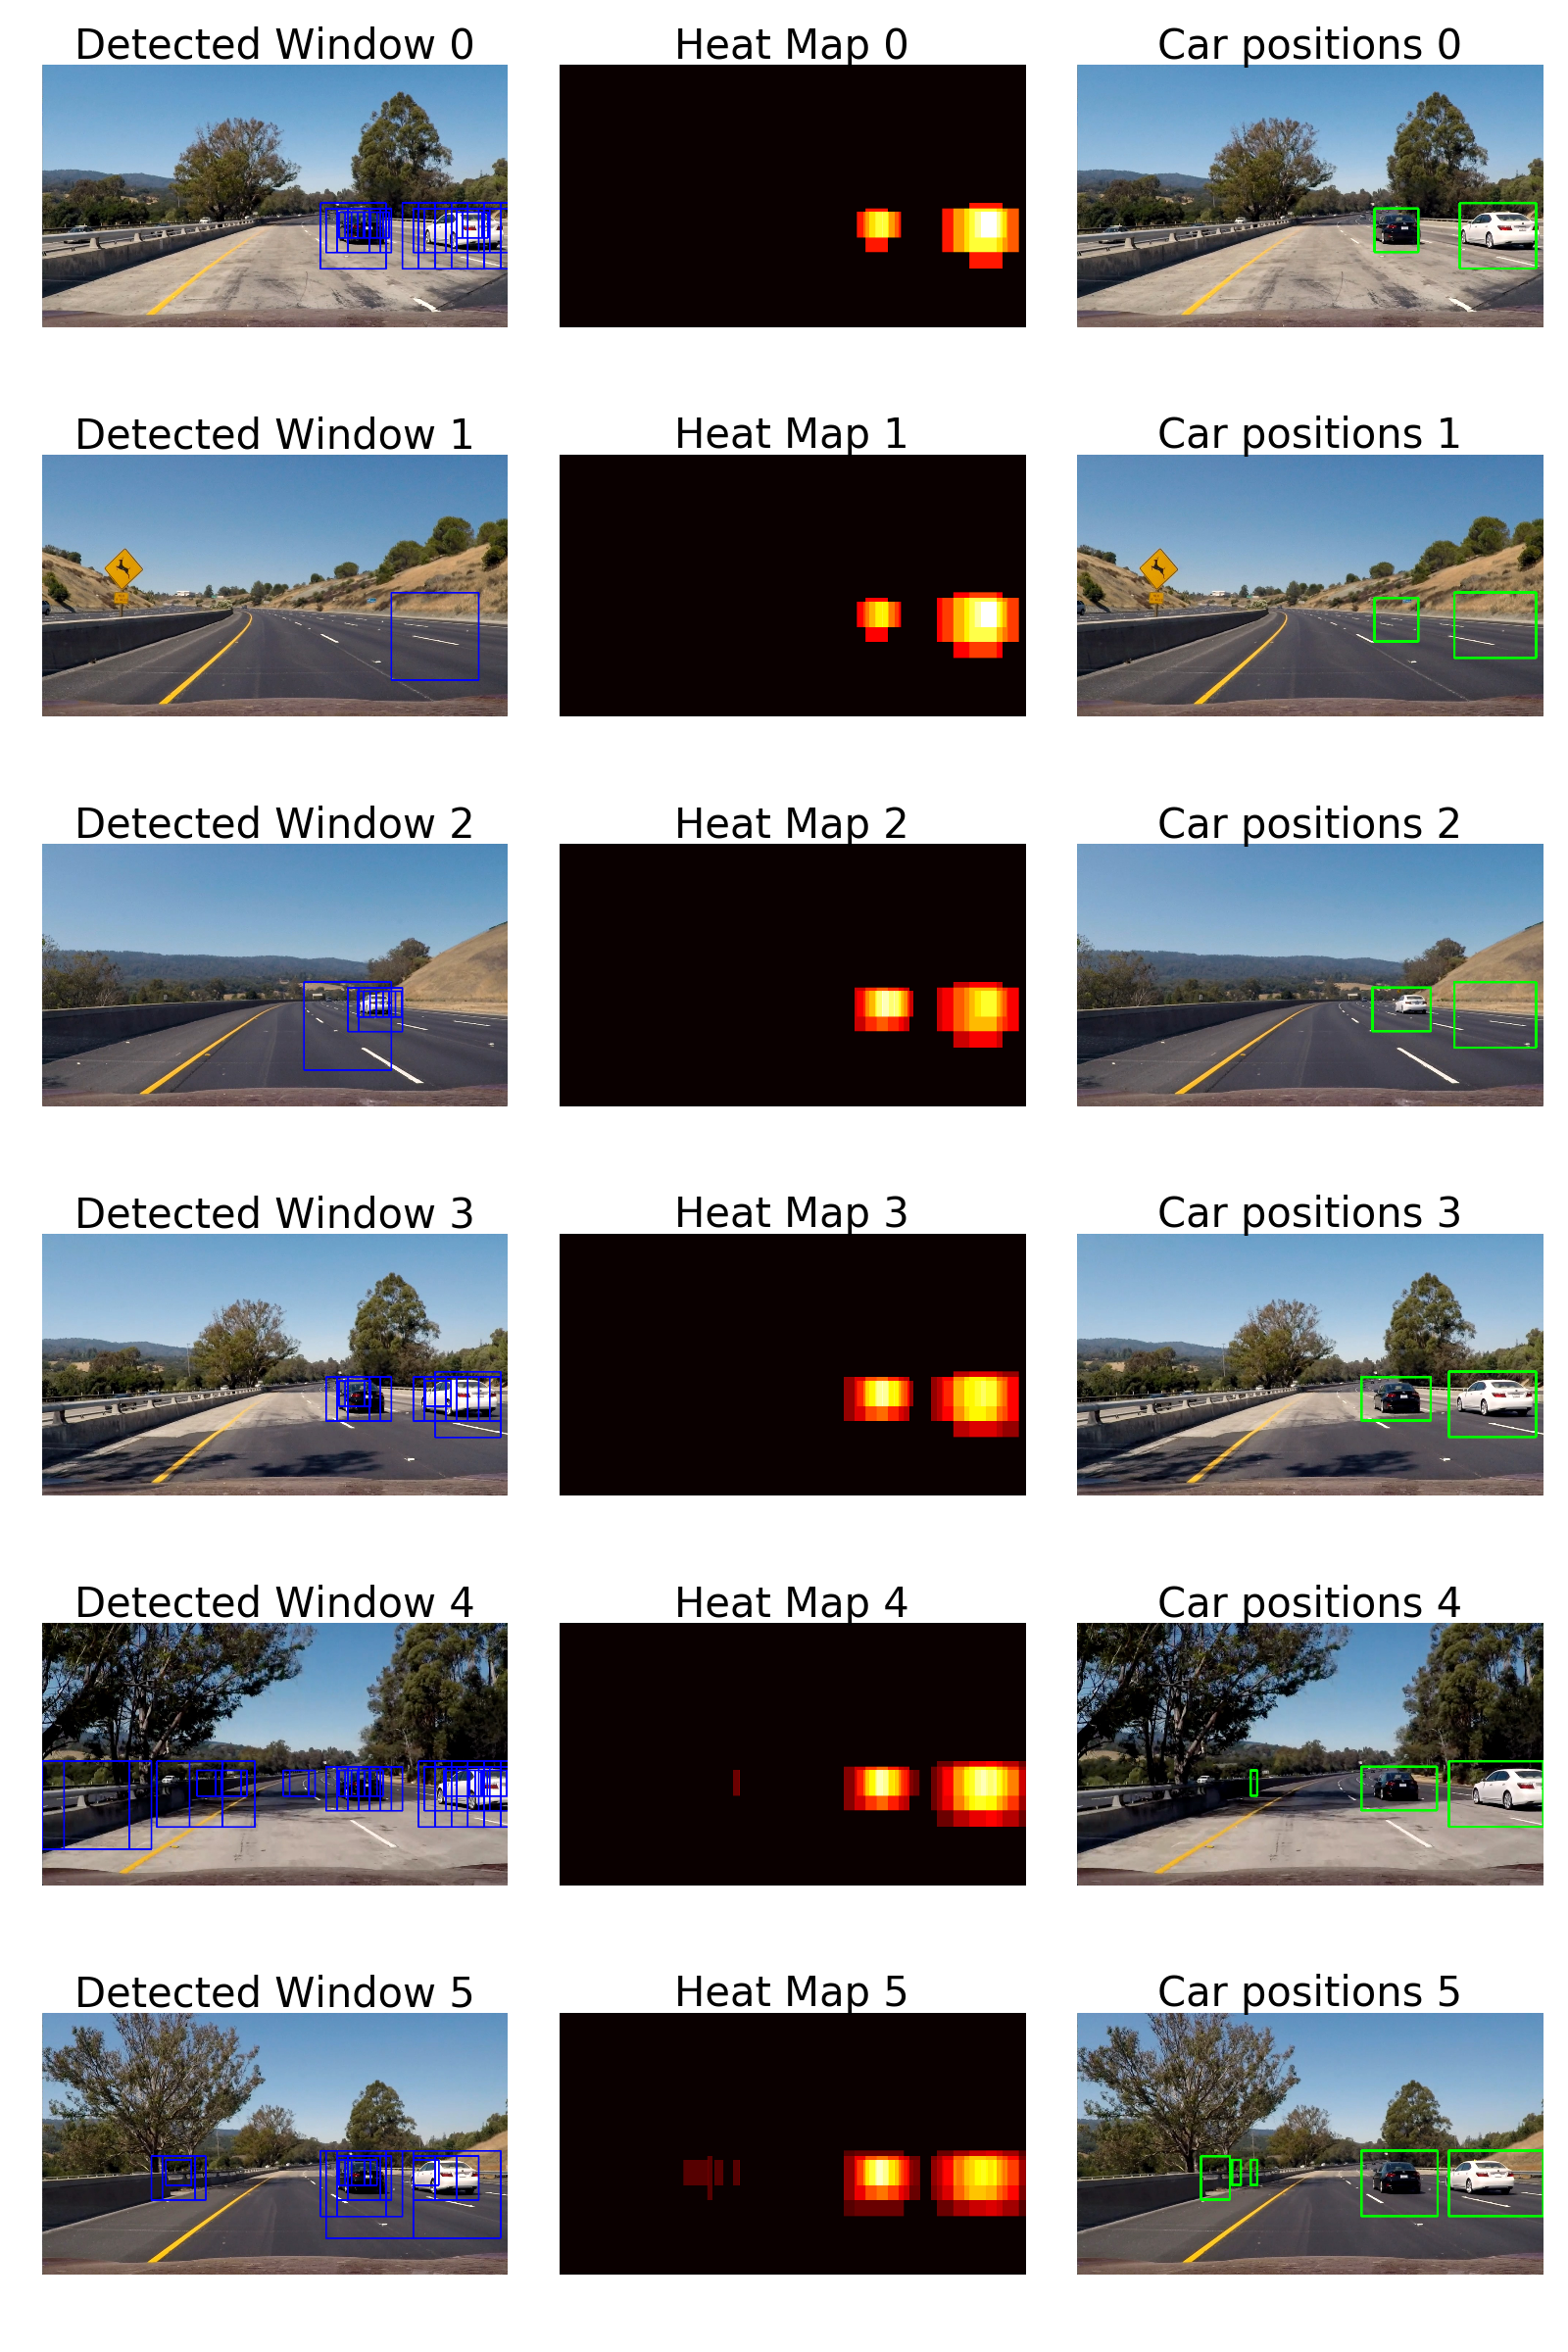 Detected Window 0
Heat Map 0
Car positions 0
Detected Window 1
Heat Map 1
Car positions 1
Detected Window 2
Heat Map 2
Car positions 2
Detected Window 3
Heat Map 3
Car positions 3
Detected Window 4
Heat Map 4
Car positions 4
Detected Window 5
Heat Map 5
Car positions 5